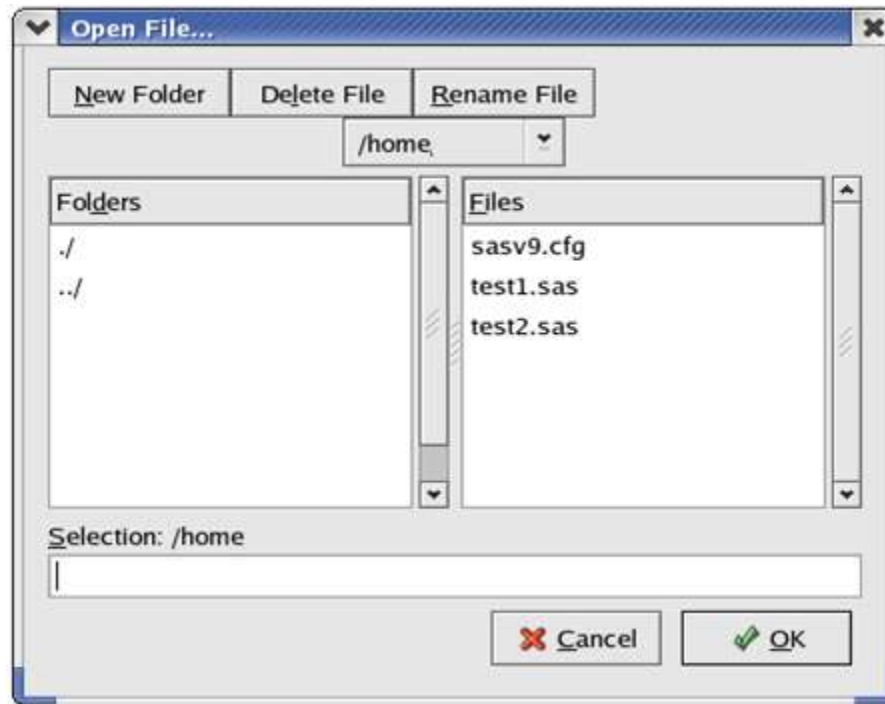 Open File...
New Folder Delete File Rename File
/home
Folders
./
../
Files
sasv9.cfg
test1.sas
test2.sas
Selection: /home
Cancel OK